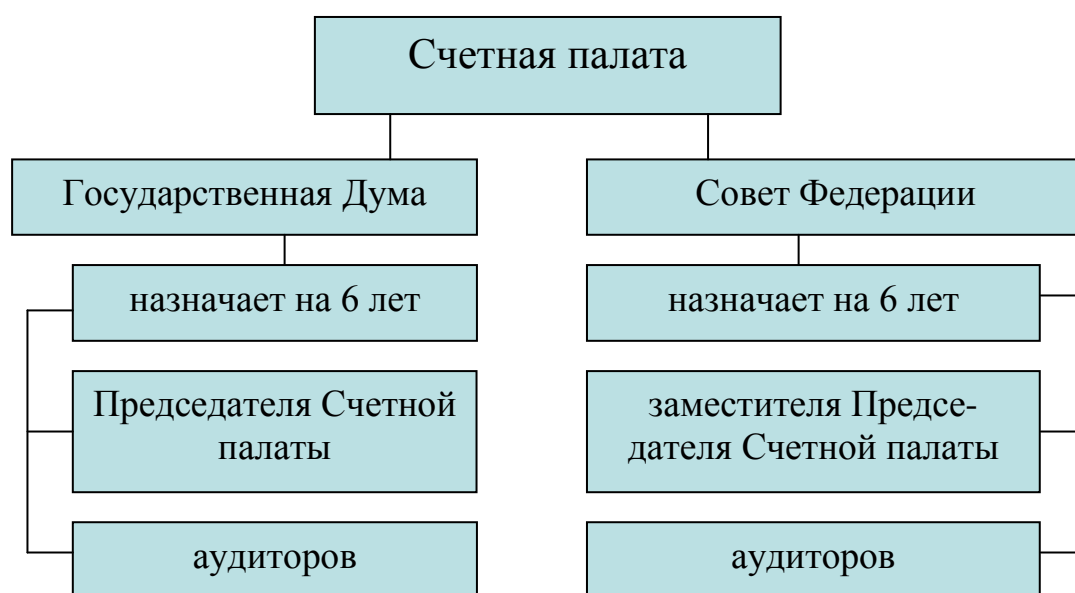 Счетная палата
Государственная Дума
назначает на 6 лет
Председателя Счетной
палаты
аудиторов
Совет Федерации
назначает на 6 лет
заместителя Предсе-
дателя Счетной палаты
аудиторов